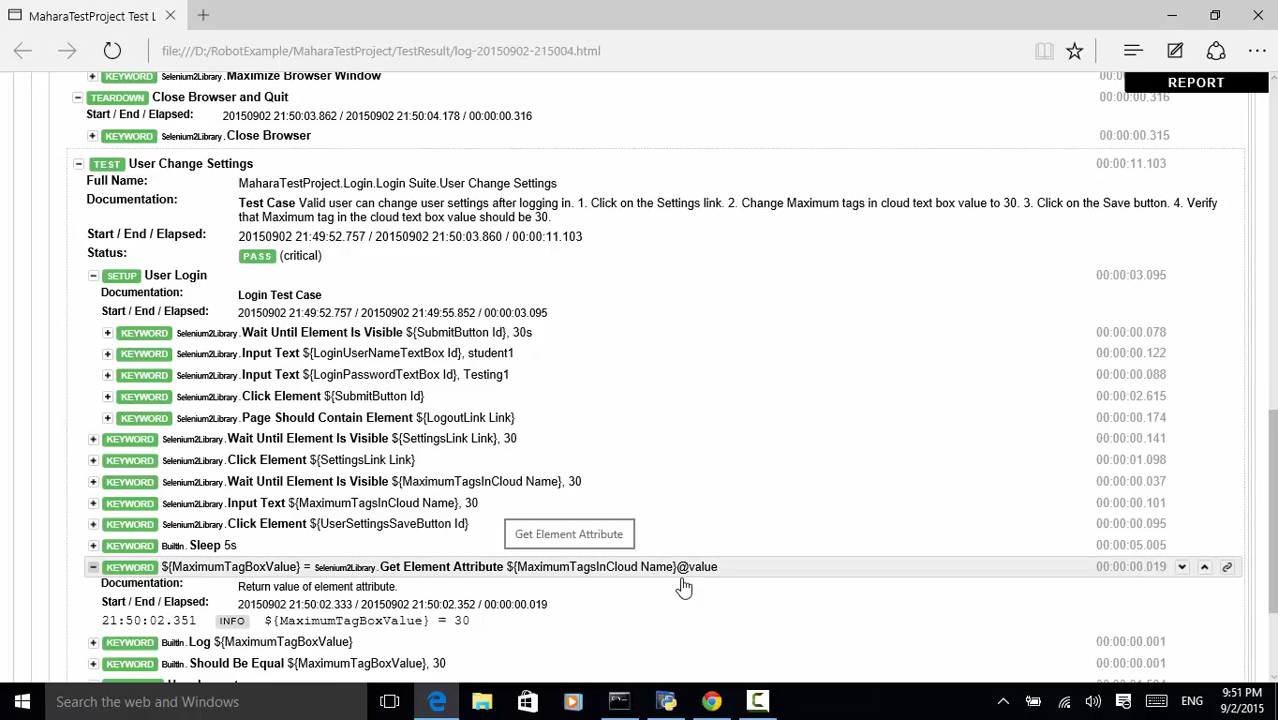 MaharaTestProject Test L
file:///D:/RobotExample/MaharaTestProject/TestResult/log-20150902-215004.html
KEYWORD Selenium2Library.Maximize Browser Window
REPORT
TEARDOWN Close Browser and Quit 00:00:00.316
Start / End / Elapsed: 20150902 21:50:03.862 / 20150902 21:50:04.178 / 00:00:00.316
KEYWORD Selenium2Library.Close Browser 00:00:00.315
TEST User Change Settings 00:00:11.103
Full Name: MaharaTestProject.Login.Login Suite.User Change Settings
Documentation: Test Case Valid user can change user settings after logging in. 1. Click on the Settings link. 2. Change Maximum tags in cloud text box value to 30. 3. Click on the Save button. 4. Verify
that Maximum tag in the cloud text box value should be 30.
Start / End / Elapsed: 20150902 21:49:52.757 / 20150902 21:50:03.860 / 00:00:11.103
Status: PASS (critical)
SETUP User Login 00:00:03.095
Documentation: Login Test Case
Start / End / Elapsed: 20150902 21:49:52.757 / 20150902 21:49:55.852 / 00:00:03.095
KEYWORD Selenium2Library.Wait Until Element Is Visible ${SubmitButton Id}, 30s 00:00:00.078
KEYWORD Selenium2Library.Input Text ${LoginUserNameTextBox Id}, student1 00:00:00.122
KEYWORD Selenium2Library.Input Text ${LoginPasswordTextBox Id}, Testing1 00:00:00.088
KEYWORD Selenium2Library.Click Element ${SubmitButton Id} 00:00:02.615
KEYWORD Selenium2Library.Page Should Contain Element ${LogoutLink Link} 00:00:00.174
KEYWORD Selenium2Library.Wait Until Element Is Visible ${SettingsLink Link}, 30 00:00:00.141
KEYWORD Selenium2Library.Click Element ${SettingsLink Link} 00:00:01.098
KEYWORD Selenium2Library.Wait Until Element Is Visible ${MaximumTagsInCloud Name}, 30 00:00:00.037
KEYWORD Selenium2Library.Input Text ${MaximumTagsInCloud Name}, 30 00:00:00.101
KEYWORD Selenium2Library.Click Element ${UserSettingsSaveButton Id} 00:00:00.095
Get Element Attribute
KEYWORD BuiltIn.Sleep 5s 00:00:05.005
KEYWORD ${MaximumTagBoxValue} = Selenium2Library.Get Element Attribute ${MaximumTagsInCloud Name}@value 00:00:00.019
Documentation: Return value of element attribute.
Start / End / Elapsed: 20150902 21:50:02.333 / 20150902 21:50:02.352 / 00:00:00.019
21:50:02.351 INFO ${MaximumTagBoxValue} = 30
KEYWORD BuiltIn.Log ${MaximumTagBoxValue} 00:00:00.001
KEYWORD BuiltIn.Should Be Equal ${MaximumTagBoxValue}, 30 00:00:00.001
Search the web and Windows
ENG
9:51 PM
9/2/2015